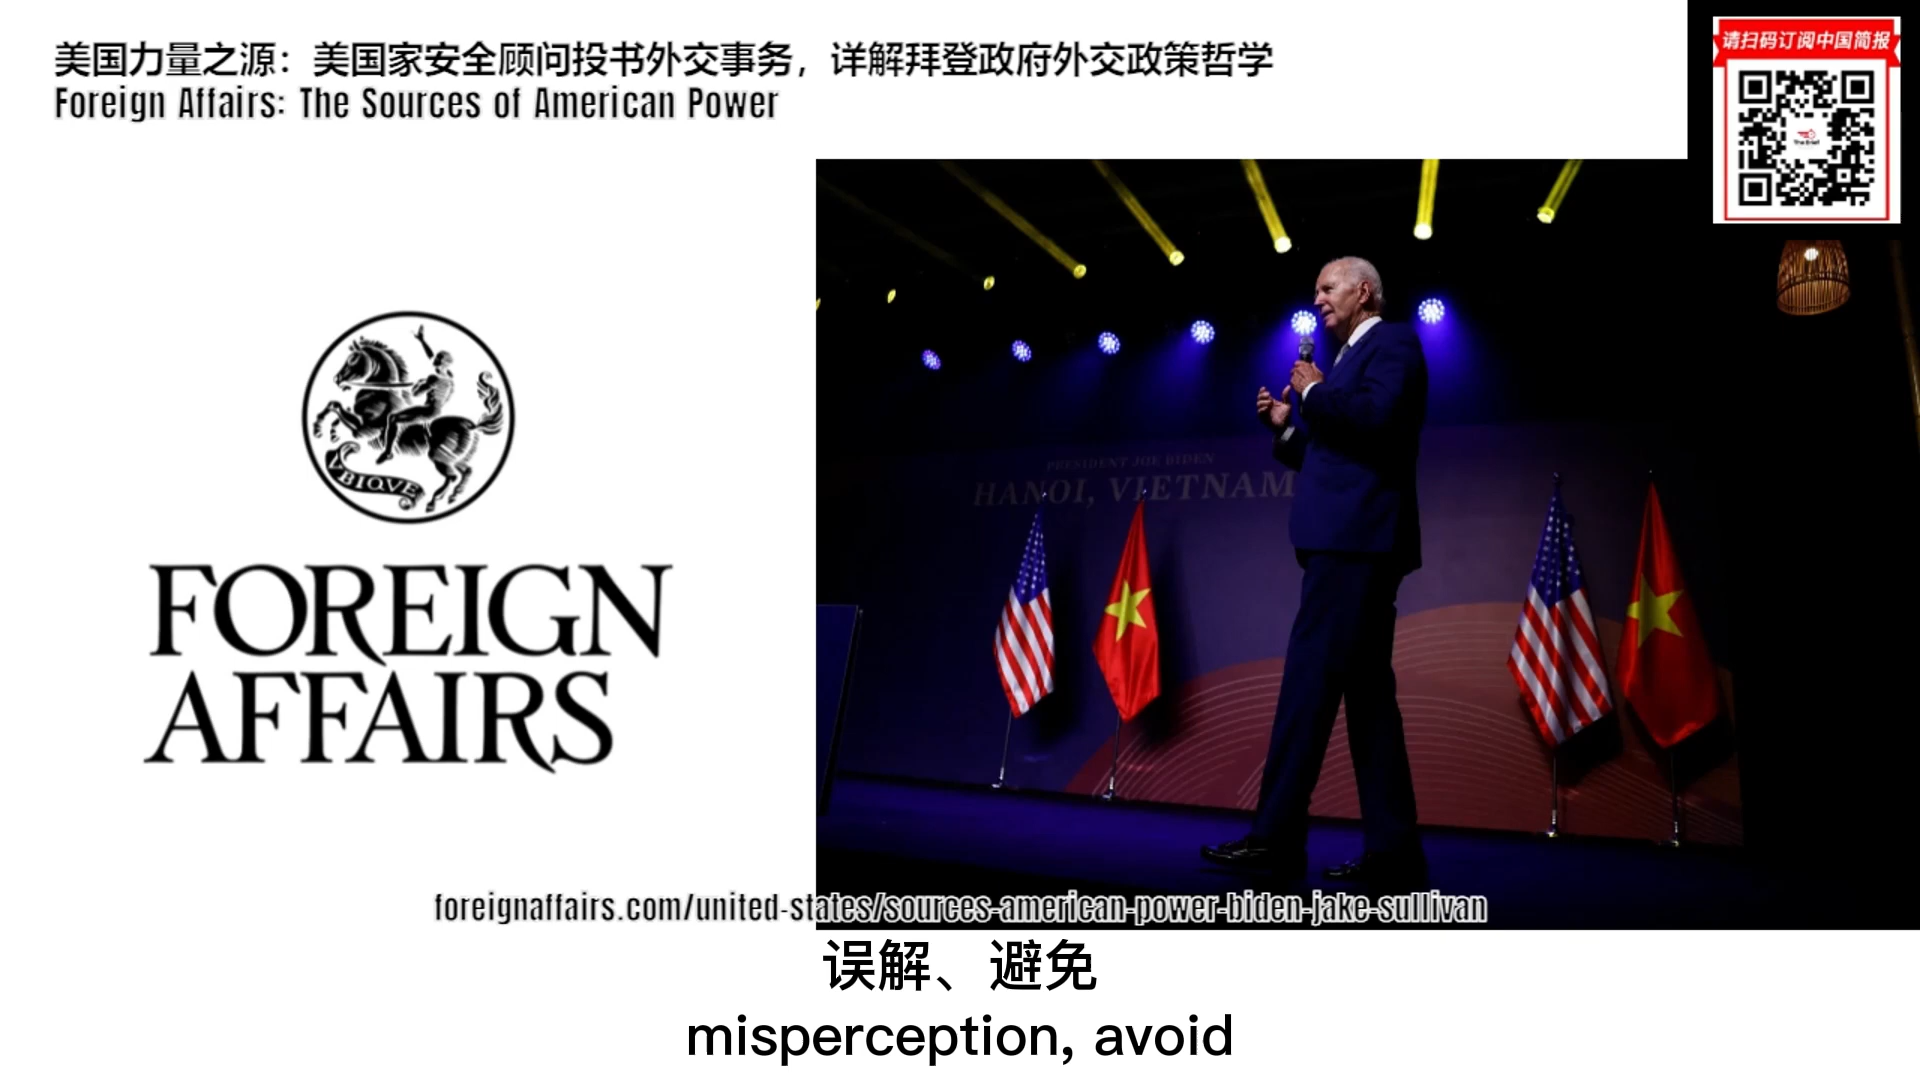 美国力量之源：美国家安全顾问投书外交事务，详解拜登政府外交政策哲学
Foreign Affairs: The Sources of American Power
请扫码订阅中国简报
VBIQVE
FOREIGN
AFFAIRS
PRESIDENT JOE BIDEN
HANOI, VIETNAM
foreignaffairs.com/united-states/sources-american-power-biden-jake-sullivan
误解、避免
misperception, avoid